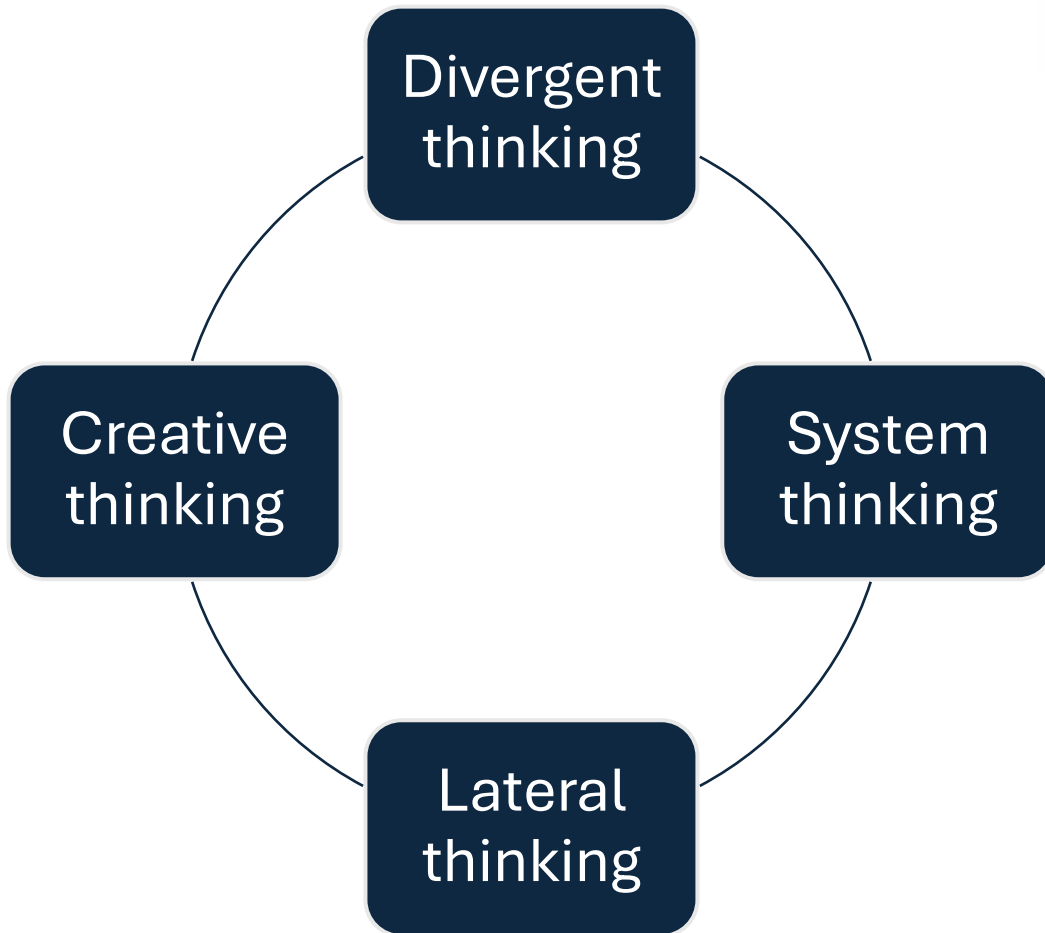 Divergent
thinking
Creative
thinking
System
thinking
Lateral
thinking